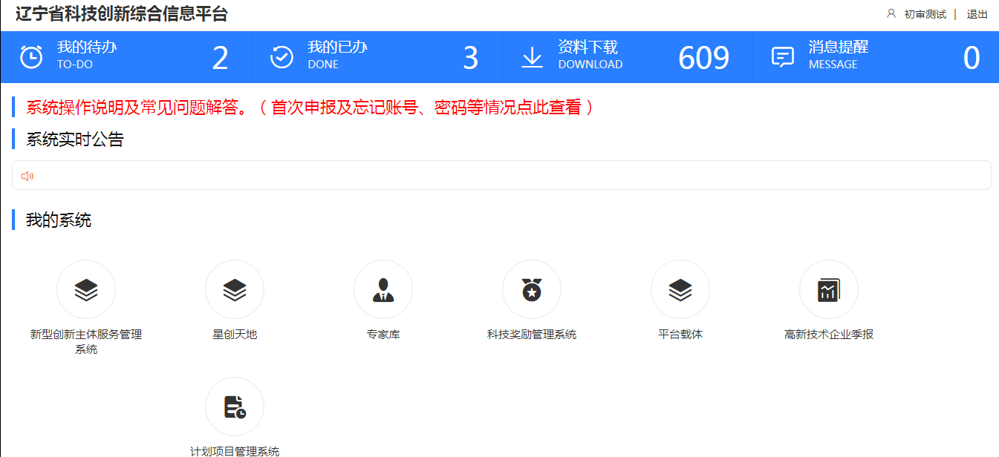 辽宁省科技创新综合信息平台
初审测试 | 退出
我的待办
TO-DO
2
我的已办
DONE
3
资料下载
DOWNLOAD
609
消息提醒
MESSAGE
0
系统操作说明及常见问题解答。（首次申报及忘记账号、密码等情况点此查看）
系统实时公告
我的系统
新型创新主体服务管理
系统
星创天地
专家库
科技奖励管理系统
平台载体
高新技术企业季报
计划项目管理系统